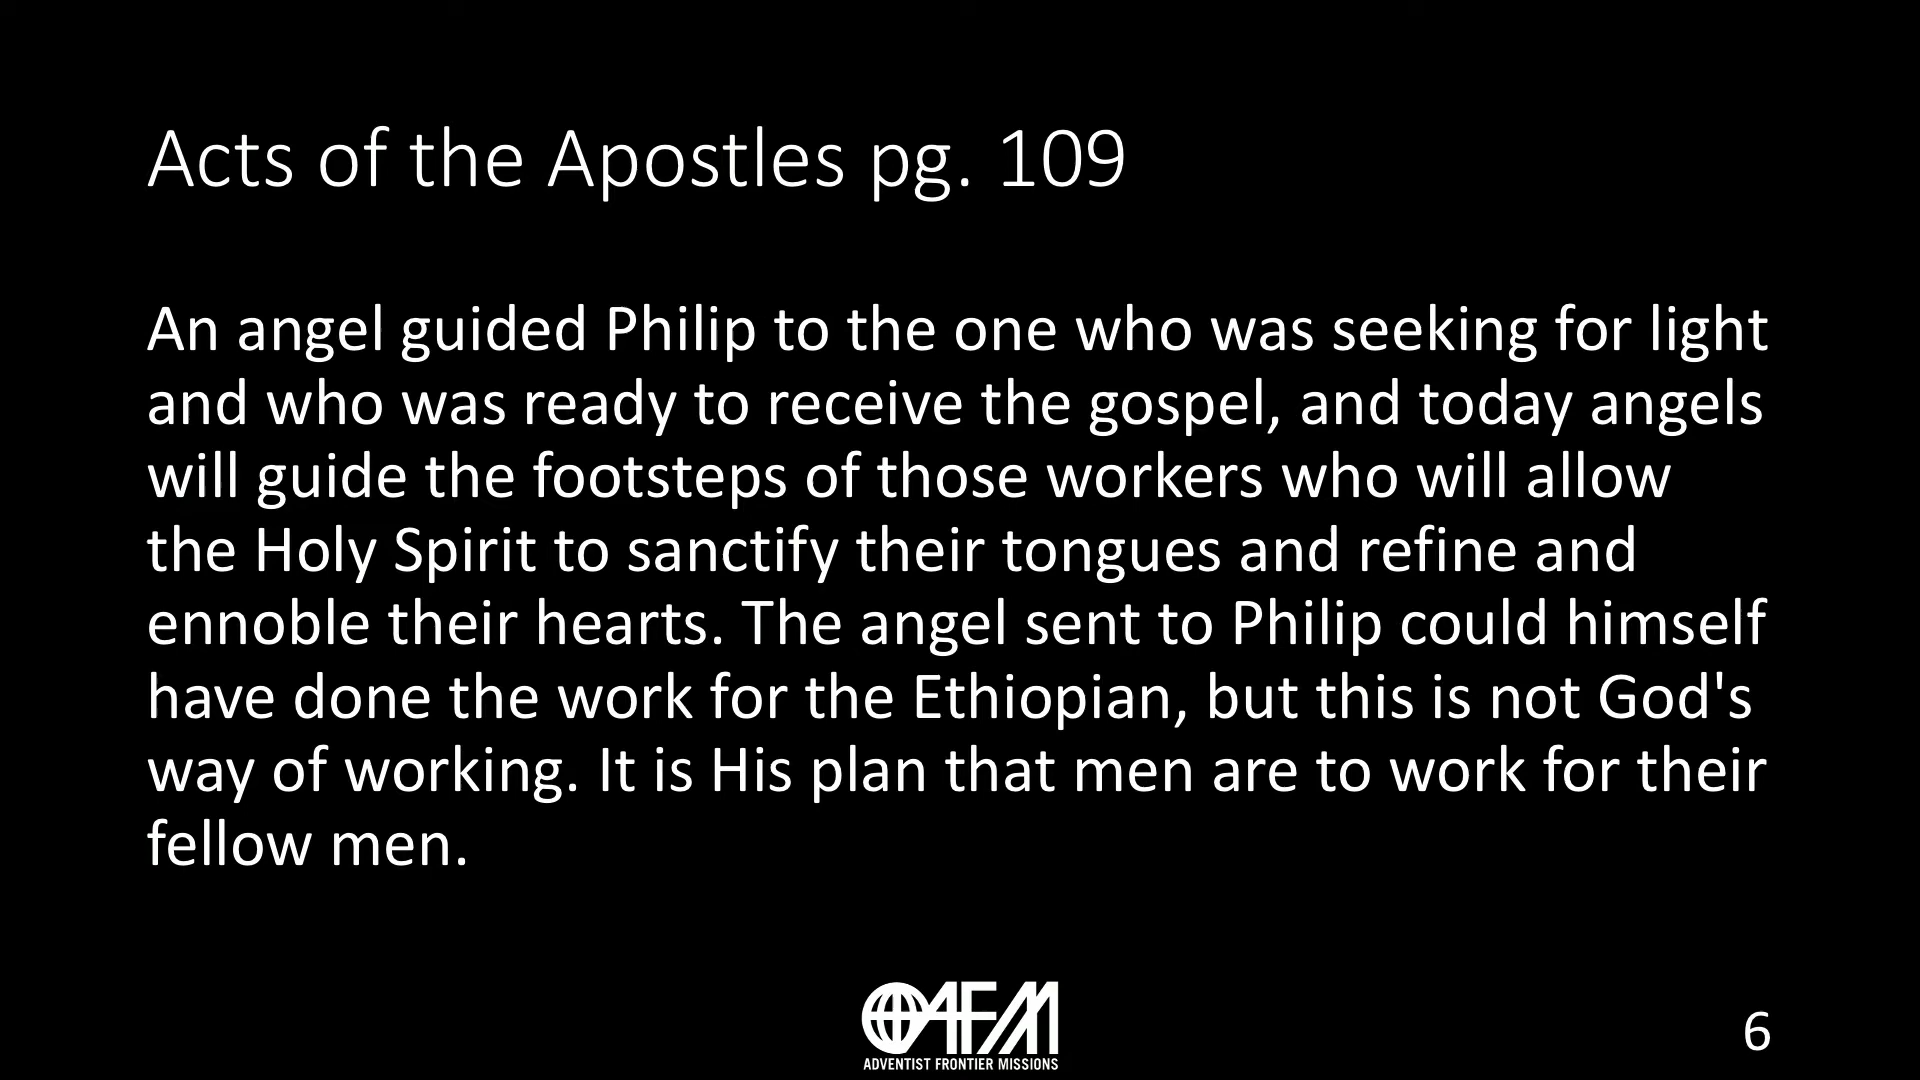 Acts of the Apostles pg. 109
An angel guided Philip to the one who was seeking for light
and who was ready to receive the gospel, and today angels
will guide the footsteps of those workers who will allow
the Holy Spirit to sanctify their tongues and refine and
ennoble their hearts. The angel sent to Philip could himself
have done the work for the Ethiopian, but this is not God's
way of working. It is His plan that men are to work for their
fellow men.
AFM
ADVENTIST FRONTIER MISSIONS
6